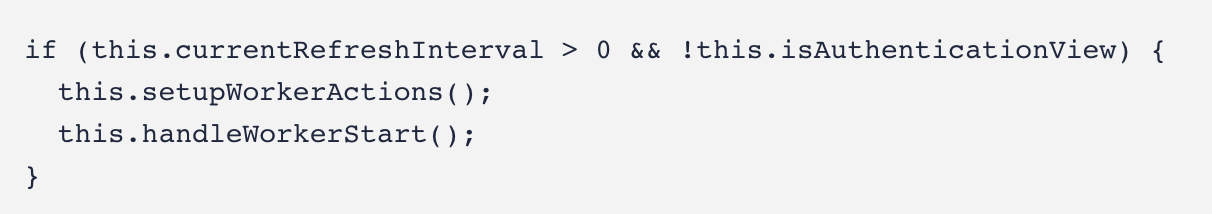 if (this.currentRefreshInterval > 0 && !this.isAuthenticationView) {
  this.setupWorkerActions();
  this.handleWorkerStart();
}